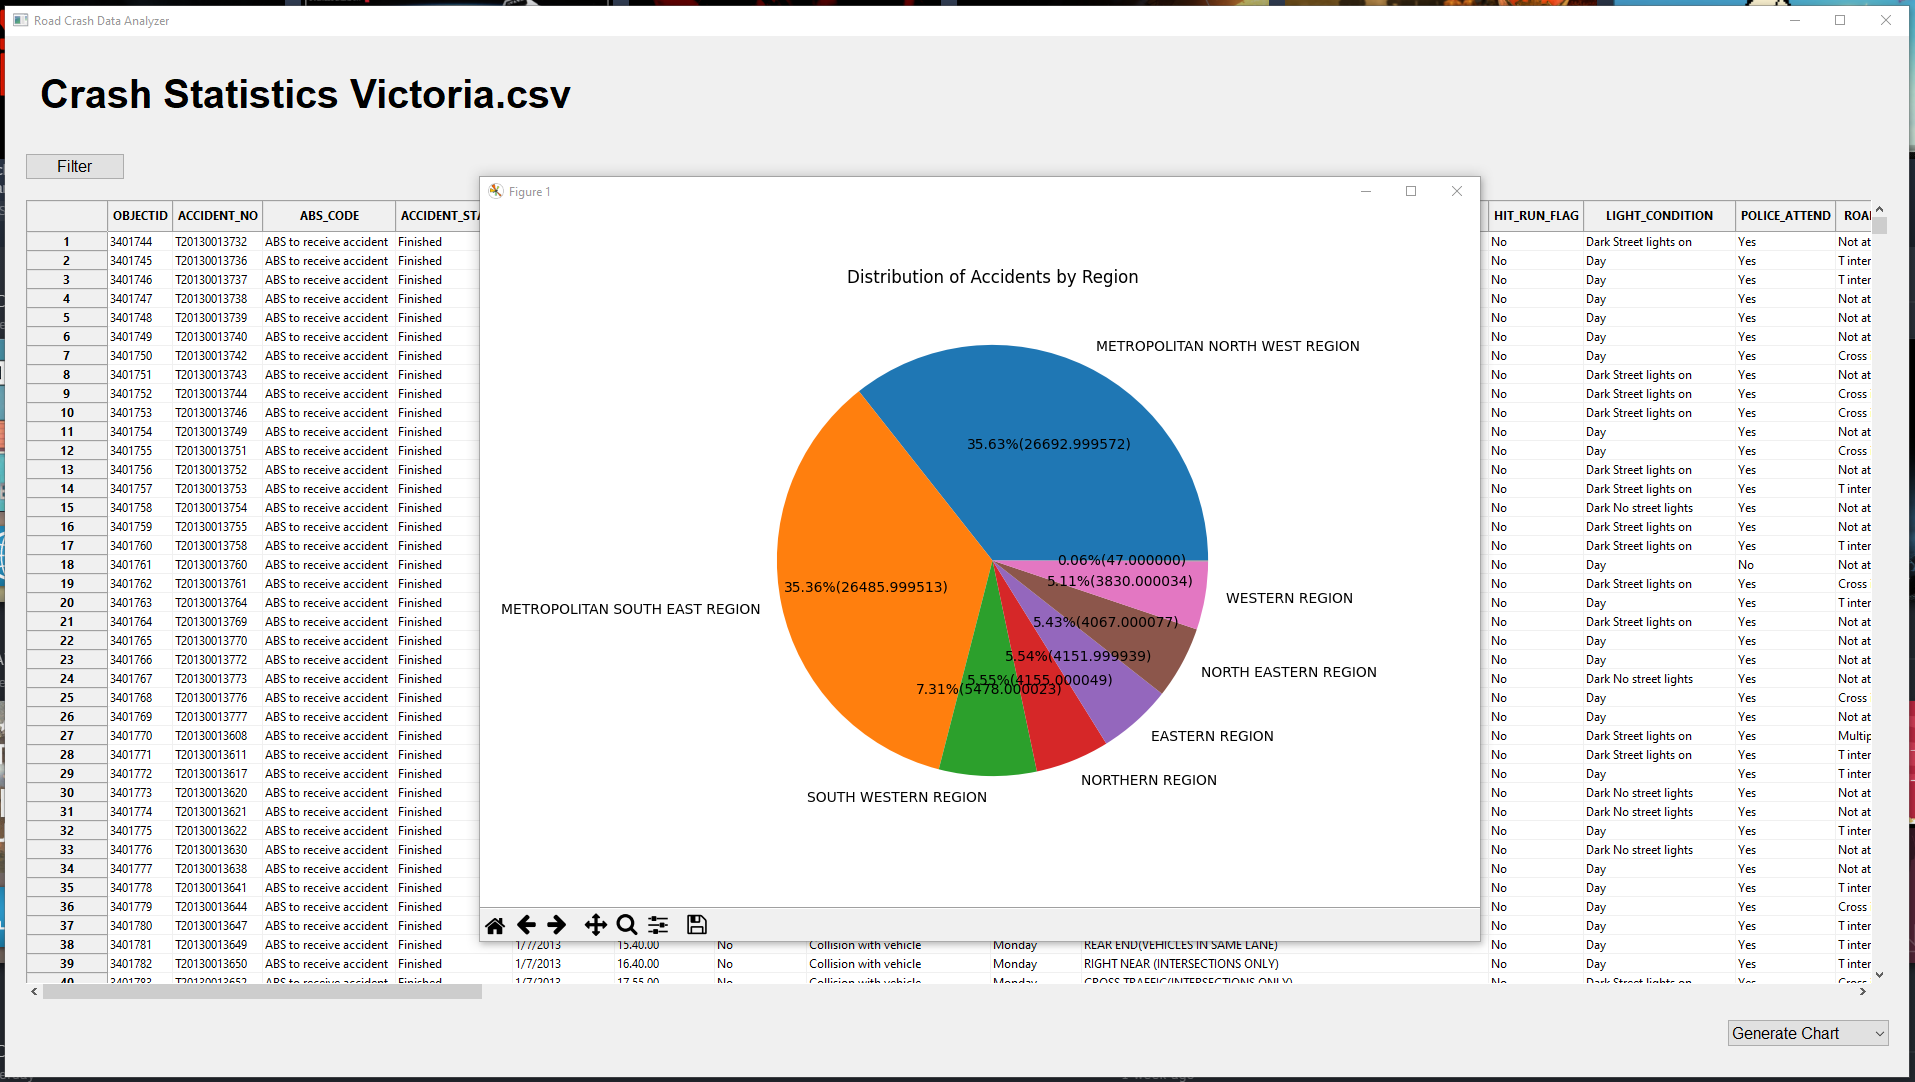 Road Crash Data Analyzer
Crash Statistics Victoria.csv
Filter
OBJECTID ACCIDENT_NO ABS_CODE ACCIDENT_STA HIT_RUN_FLAG LIGHT_CONDITION POLICE_ATTEND ROAI
1 3401744 T20130013732 ABS to receive accident Finished No Dark Street lights on Yes Not at
2 3401745 T20130013736 ABS to receive accident Finished No Day Yes T inter
3 3401746 T20130013737 ABS to receive accident Finished No Day Yes T inter
4 3401747 T20130013738 ABS to receive accident Finished No Day Yes Not at
5 3401748 T20130013739 ABS to receive accident Finished No Day Yes Not at
6 3401749 T20130013740 ABS to receive accident Finished No Day Yes Not at
7 3401750 T20130013742 ABS to receive accident Finished No Day Yes Cross
8 3401751 T20130013743 ABS to receive accident Finished No Dark Street lights on Yes Not at
9 3401752 T20130013744 ABS to receive accident Finished No Dark Street lights on Yes Cross
10 3401753 T20130013746 ABS to receive accident Finished No Dark Street lights on Yes Cross
11 3401754 T20130013749 ABS to receive accident Finished No Day Yes Not at
12 3401755 T20130013751 ABS to receive accident Finished No Day Yes Cross
13 3401756 T20130013752 ABS to receive accident Finished No Dark Street lights on Yes Not at
14 3401757 T20130013753 ABS to receive accident Finished No Dark Street lights on Yes T inter
15 3401758 T20130013754 ABS to receive accident Finished No Dark No street lights Yes Not at
16 3401759 T20130013755 ABS to receive accident Finished No Dark Street lights on Yes Not at
17 3401760 T20130013758 ABS to receive accident Finished No Dark Street lights on Yes T inter
18 3401761 T20130013760 ABS to receive accident Finished No Day No Not at
19 3401762 T20130013761 ABS to receive accident Finished No Dark Street lights on Yes Cross
20 3401763 T20130013764 ABS to receive accident Finished No Day Yes T inter
21 3401764 T20130013769 ABS to receive accident Finished No Dark Street lights on Yes T inter
22 3401765 T20130013770 ABS to receive accident Finished No Day Yes Not at
23 3401766 T20130013772 ABS to receive accident Finished No Day Yes T inter
24 3401767 T20130013773 ABS to receive accident Finished No Dark No street lights Yes Not at
25 3401768 T20130013776 ABS to receive accident Finished No Day Yes Cross
26 3401769 T20130013777 ABS to receive accident Finished No Day Yes Not at
27 3401770 T20130013608 ABS to receive accident Finished No Dark Street lights on Yes Multip
28 3401771 T20130013611 ABS to receive accident Finished No Dark Street lights on Yes T inter
29 3401772 T20130013617 ABS to receive accident Finished No Day Yes T inter
30 3401773 T20130013620 ABS to receive accident Finished No Dark No street lights Yes Not at
31 3401774 T20130013621 ABS to receive accident Finished No Dark No street lights Yes Not at
32 3401775 T20130013622 ABS to receive accident Finished No Day Yes T inter
33 3401776 T20130013630 ABS to receive accident Finished No Dark No street lights Yes Not at
34 3401777 T20130013638 ABS to receive accident Finished No Day Yes Not at
35 3401778 T20130013641 ABS to receive accident Finished No Day Yes T inter
36 3401779 T20130013644 ABS to receive accident Finished No Day Yes Cross
37 3401780 T20130013647 ABS to receive accident Finished No Day Yes T inter
38 3401781 T20130013649 ABS to receive accident Finished 1/7/2013 15.40.00 No Collision with vehicle Monday REAR END(VEHICLES IN SAME LANE) No Day Yes T inter
39 3401782 T20130013650 ABS to receive accident Finished 1/7/2013 16.40.00 No Collision with vehicle Monday RIGHT NEAR (INTERSECTIONS ONLY) No Day Yes T inter
40 3401783 T20130013652 ABS to receive accident Finished 1/7/2013 17.55.00 No Collision with vehicle Monday CROSS TRAFFIC(INTERSECTIONS ONLY) No Dark Street lights on Yes Cross
Figure 1
Distribution of Accidents by Region
METROPOLITAN NORTH WEST REGION
35.63%(26692.999572)
0.06%(47.000000)
5.11%(3830.000034)
35.36%(26485.999513)
WESTERN REGION
METROPOLITAN SOUTH EAST REGION
5.43%(4067.000077)
5.54%(4151.999939)
NORTH EASTERN REGION
5.55%(4155.000049)
7.31%(5478.000023)
EASTERN REGION
NORTHERN REGION
SOUTH WESTERN REGION
Generate Chart